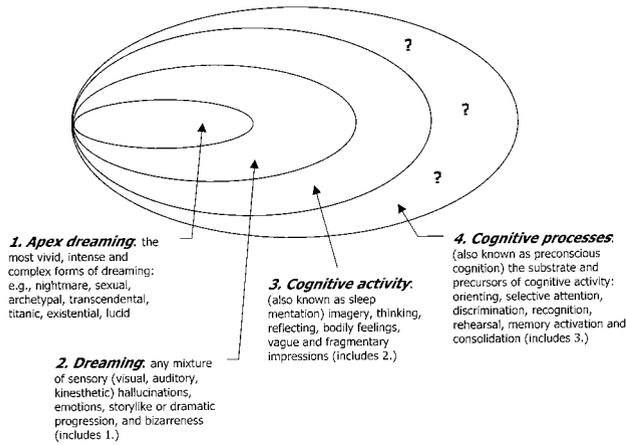 ?
?
?
1. Apex dreaming: the
most vivid, intense and
complex forms of dreaming:
e.g., nightmare, sexual,
archetypal, transcendental,
titanic, existential, lucid
2. Dreaming: any mixture
of sensory (visual, auditory,
kinesthetic) hallucinations,
emotions, storylike or dramatic
progression, and bizarreness
(includes 1.)
3. Cognitive activity:
(also known as sleep
mentation) imagery, thinking,
reflecting, bodily feelings,
vague and fragmentary
impressions (includes 2.)
4. Cognitive processes:
(also known as preconscious
cognition) the substrate and
precursors of cognitive activity:
orienting, selective attention,
discrimination, recognition,
rehearsal, memory activation and
consolidation (includes 3.)